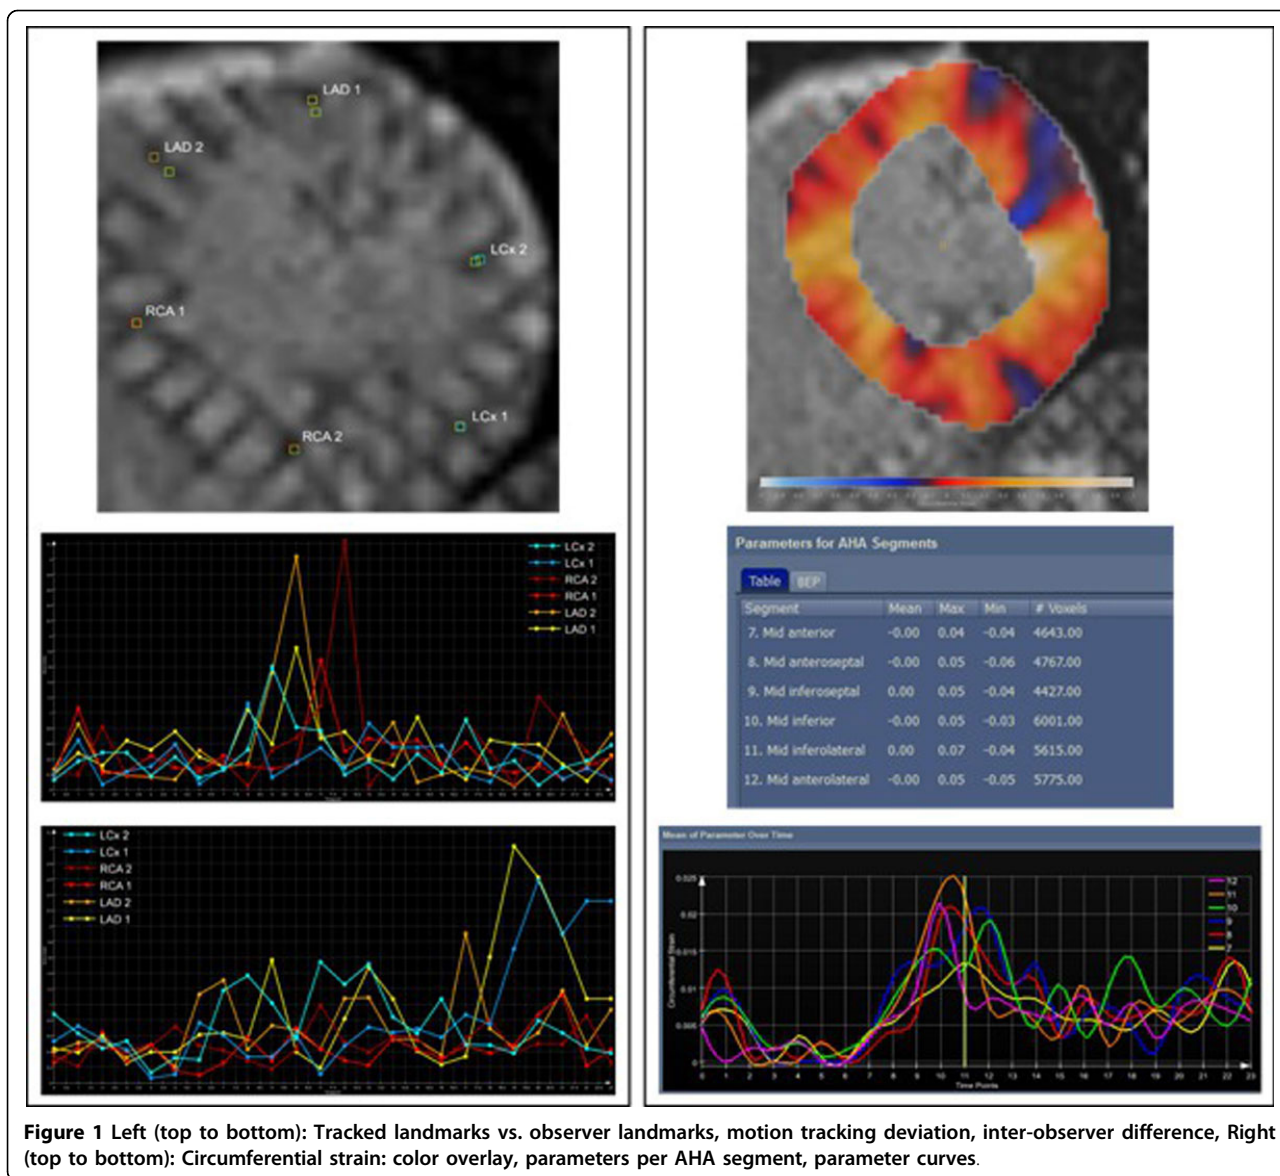 LAD 1
LAD 2
LCx 2
RCA 1
LCx 1
RCA 2
LCx 2
LCx 1
RCA 2
RCA 1
LAD 2
LAD 1
LCx 2
LCx 1
RCA 2
RCA 1
LAD 2
LAD 1
Parameters for AHA Segments
Table BEP
Segment Mean Max Min # Voxels
7. Mid anterior -0.00 0.04 -0.04 4643.00
8. Mid anteroseptal -0.00 0.05 -0.06 4767.00
9. Mid inferoseptal 0.00 0.05 -0.04 4427.00
10. Mid inferior -0.00 0.05 -0.03 6001.00
11. Mid inferolateral 0.00 0.07 -0.04 5615.00
12. Mid anterolateral -0.00 0.05 -0.05 5775.00
Mean of Parameter Over Time
12
11
10
9
8
7
0.025
0.02
0.015
0.01
0.005
0
Circumferential Strain
0 1 2 3 4 5 6 7 8 9 10 11 12 13 14 15 16 17 18 19 20 21 22 23
Time Points
Figure 1 Left (top to bottom): Tracked landmarks vs. observer landmarks, motion tracking deviation, inter-observer difference, Right
(top to bottom): Circumferential strain: color overlay, parameters per AHA segment, parameter curves.